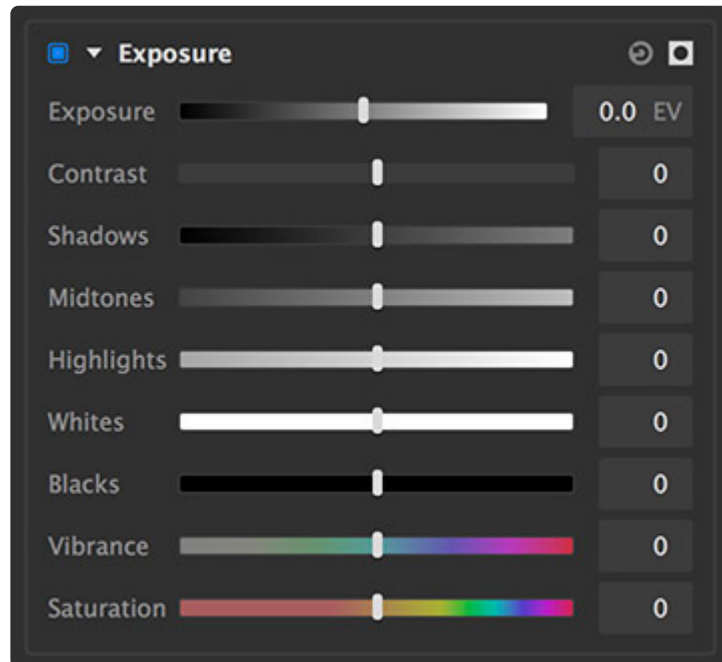 Exposure
Exposure 0.0 EV
Contrast 0
Shadows 0
Midtones 0
Highlights 0
Whites 0
Blacks 0
Vibrance 0
Saturation 0